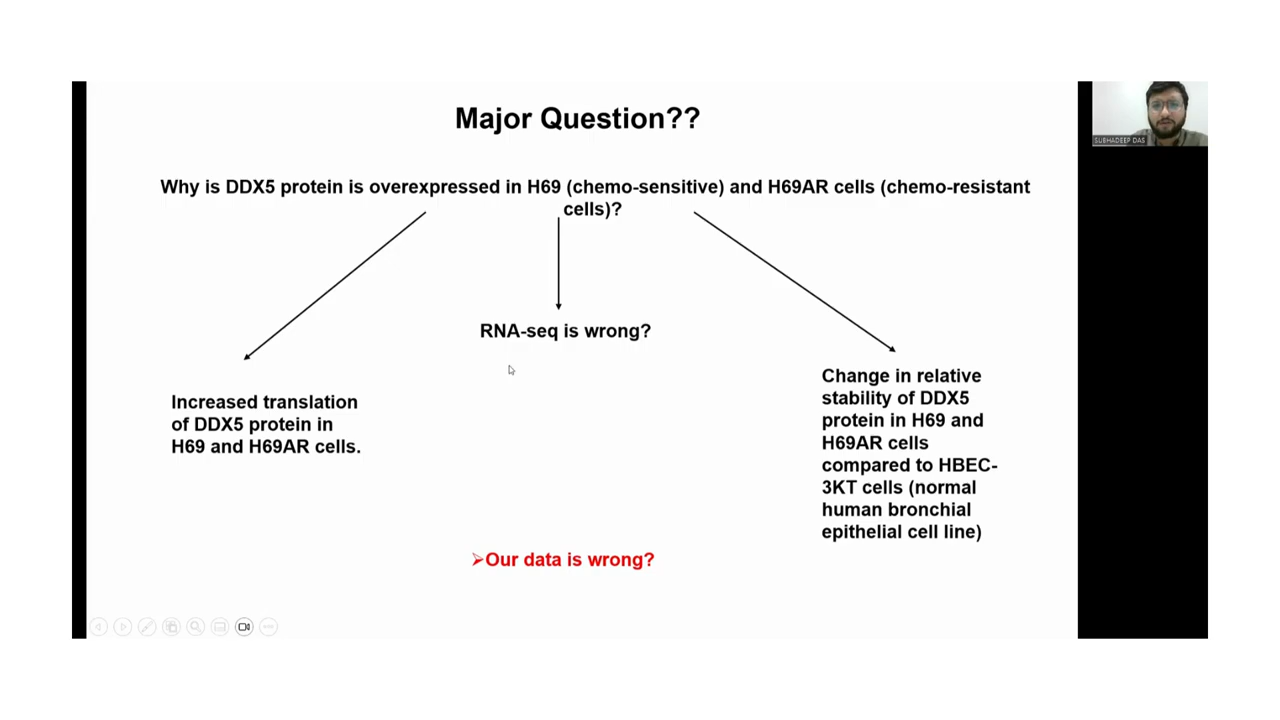 Major Question??
SUBHADEEP DAS
Why is DDX5 protein is overexpressed in H69 (chemo-sensitive) and H69AR cells (chemo-resistant
cells)?
RNA-seq is wrong?
Increased translation
of DDX5 protein in
H69 and H69AR cells.
Change in relative
stability of DDX5
protein in H69 and
H69AR cells
compared to HBEC-
3KT cells (normal
human bronchial
epithelial cell line)
➢Our data is wrong?